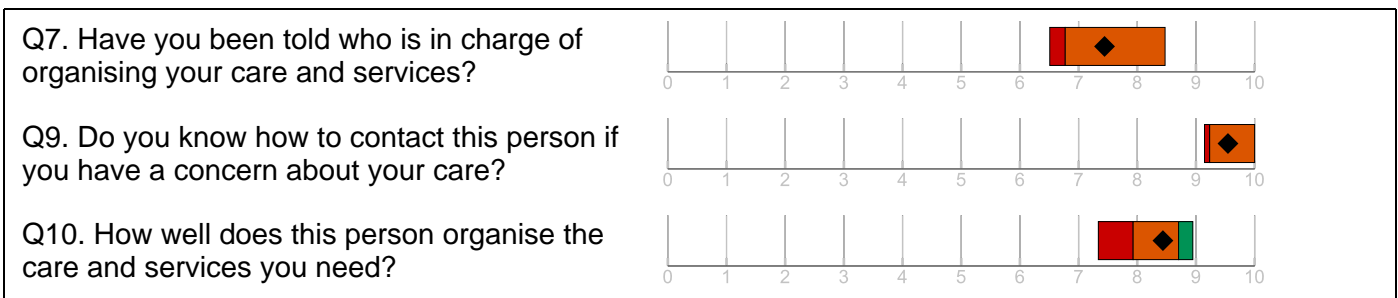 Q7. Have you been told who is in charge of
organising your care and services?
0 1 2 3 4 5 6 7 8 9 10
Q9. Do you know how to contact this person if
you have a concern about your care?
0 1 2 3 4 5 6 7 8 9 10
Q10. How well does this person organise the
care and services you need?
0 1 2 3 4 5 6 7 8 9 10